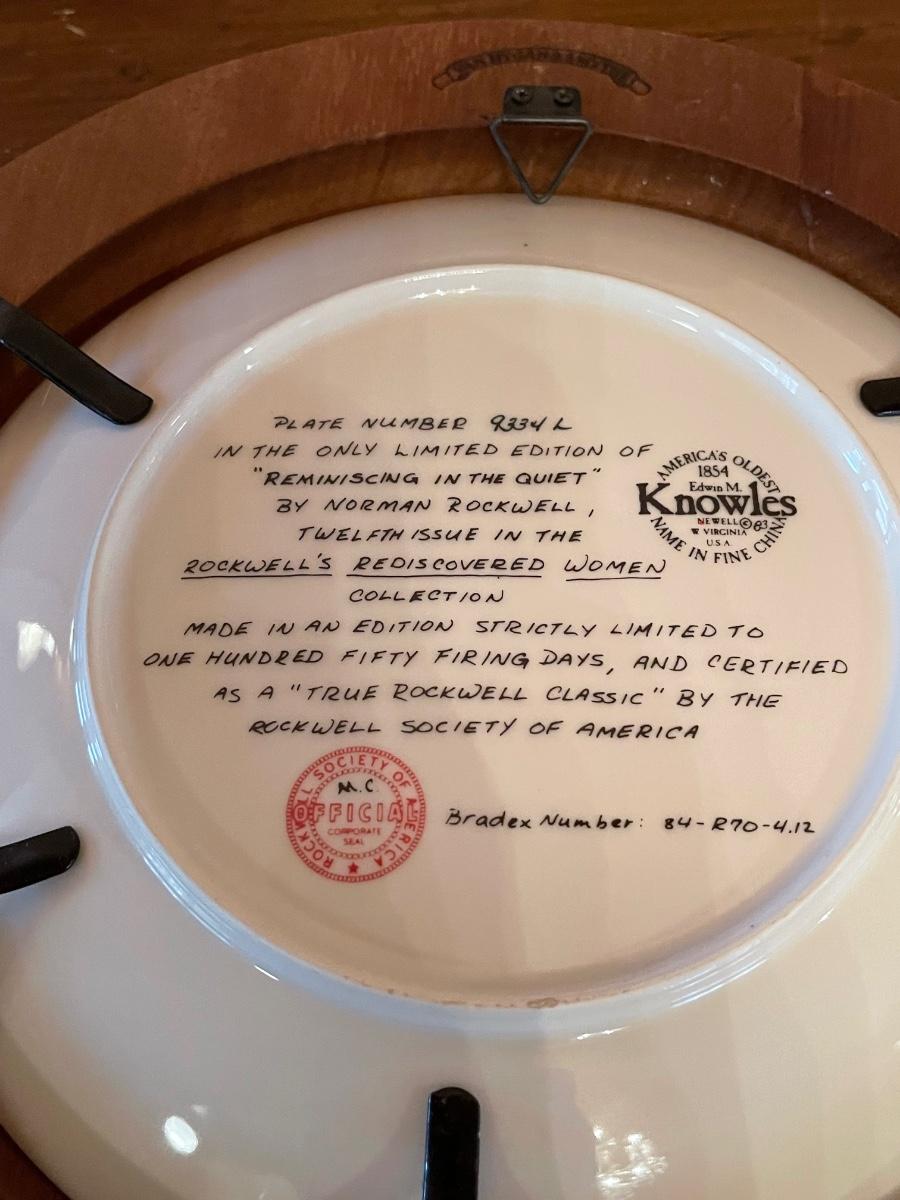 PLATE NUMBER 9334 L
IN THE ONLY LIMITED EDITION OF
"REMINISCING IN THE QUIET"
BY NORMAN ROCKWELL,
TWELFTH ISSUE IN THE
ROCKWELL'S REDISCOVERED WOMEN
COLLECTION
MADE IN AN EDITION STRICTLY LIMITED TO
ONE HUNDRED FIFTY FIRING DAYS, AND CERTIFIED
AS A "TRUE ROCKWELL CLASSIC" BY THE
ROCKWELL SOCIETY OF AMERICA
AMERICA'S OLDEST
1854
Edwin M.
Knowles
NEWELL © 83
W VIRGINIA
U.S.A.
NAME IN FINE CHINA
ROCKWELL SOCIETY OF AMERICA
M.C.
OFFICIAL
CORPORATE
SEAL
Bradex Number: 84-R70-4.12